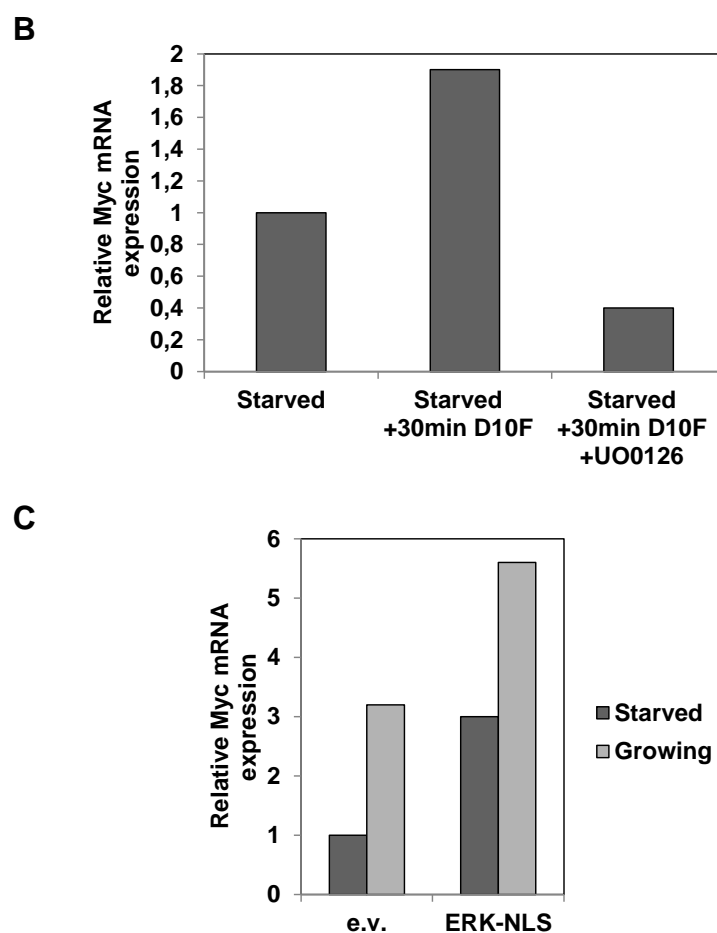 B
Relative Myc mRNA
expression
2
1,8
1,6
1,4
1,2
1
0,8
0,6
0,4
0,2
0
Starved
Starved
+30min D10F
Starved
+30min D10F
+UO0126
C
Relative Myc mRNA
expression
6
5
4
3
2
1
0
e.v.
ERK-NLS
Starved
Growing